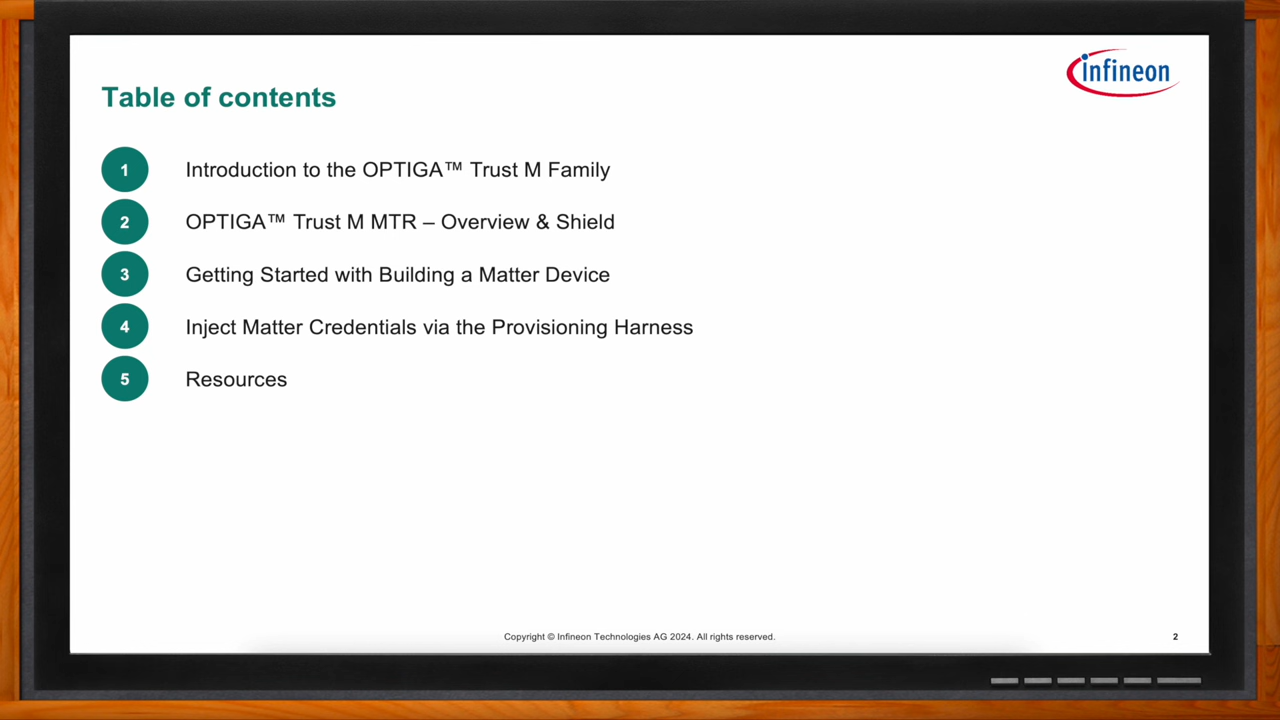 infineon
Table of contents
1 Introduction to the OPTIGA™ Trust M Family
2 OPTIGA™ Trust M MTR – Overview & Shield
3 Getting Started with Building a Matter Device
4 Inject Matter Credentials via the Provisioning Harness
5 Resources
Copyright © Infineon Technologies AG 2024. All rights reserved.
2